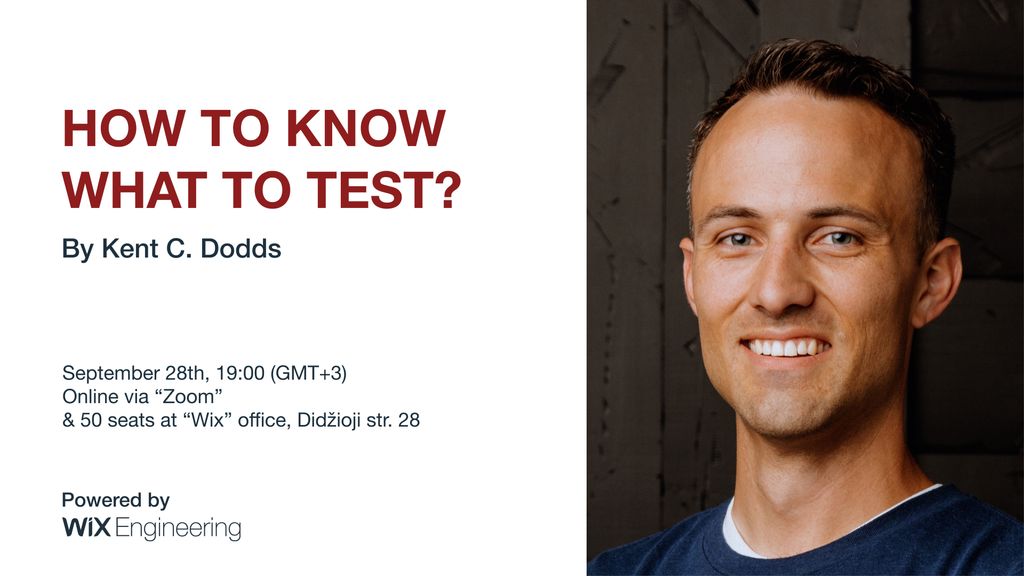 HOW TO KNOW
WHAT TO TEST?
By Kent C. Dodds
September 28th, 19:00 (GMT+3)
Online via “Zoom”
& 50 seats at “Wix” office, Didžioji str. 28
Powered by
WiX Engineering